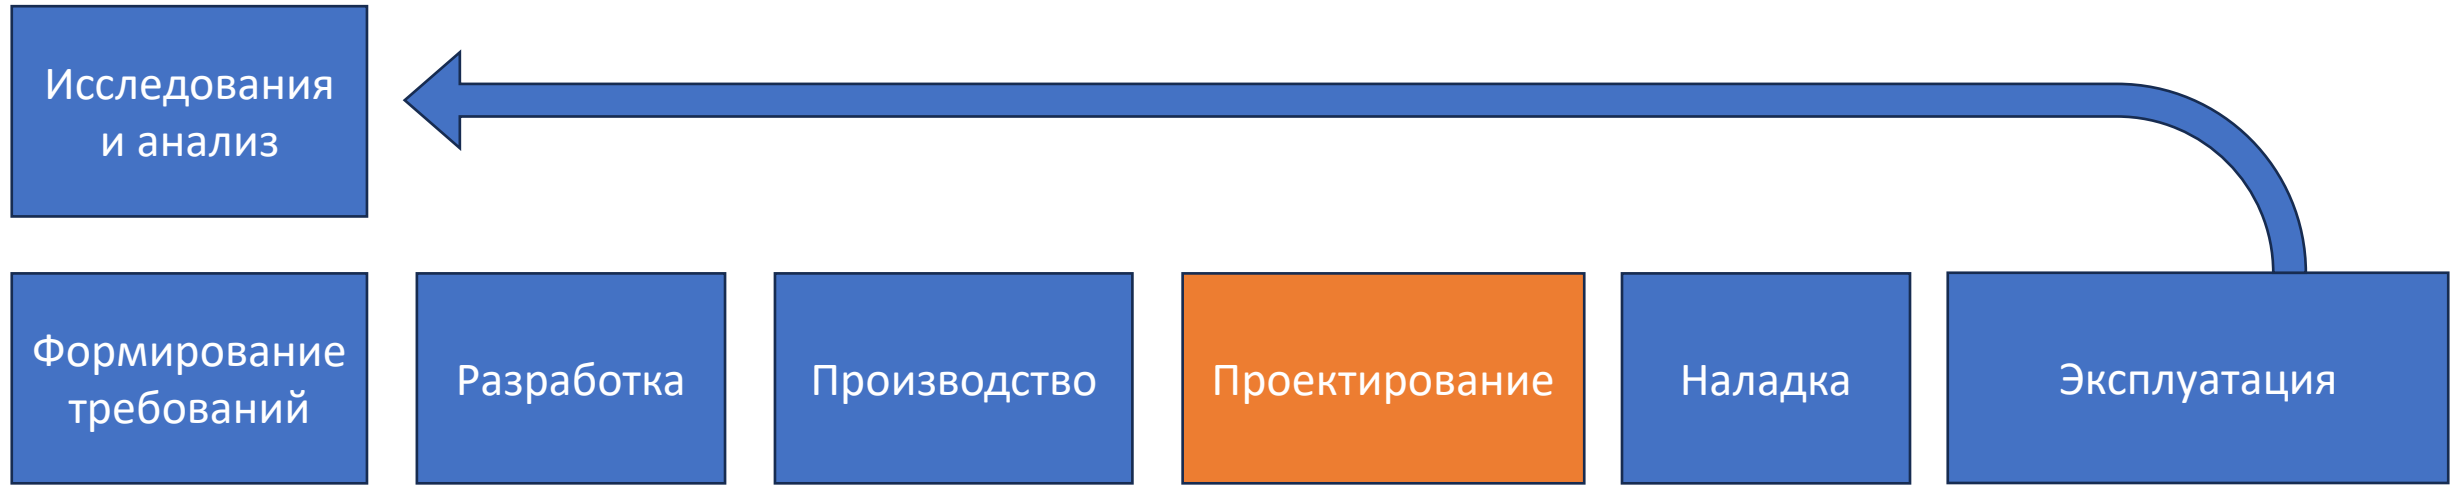 Исследования
и анализ
Формирование
требований
Разработка
Производство
Проектирование
Наладка
Эксплуатация